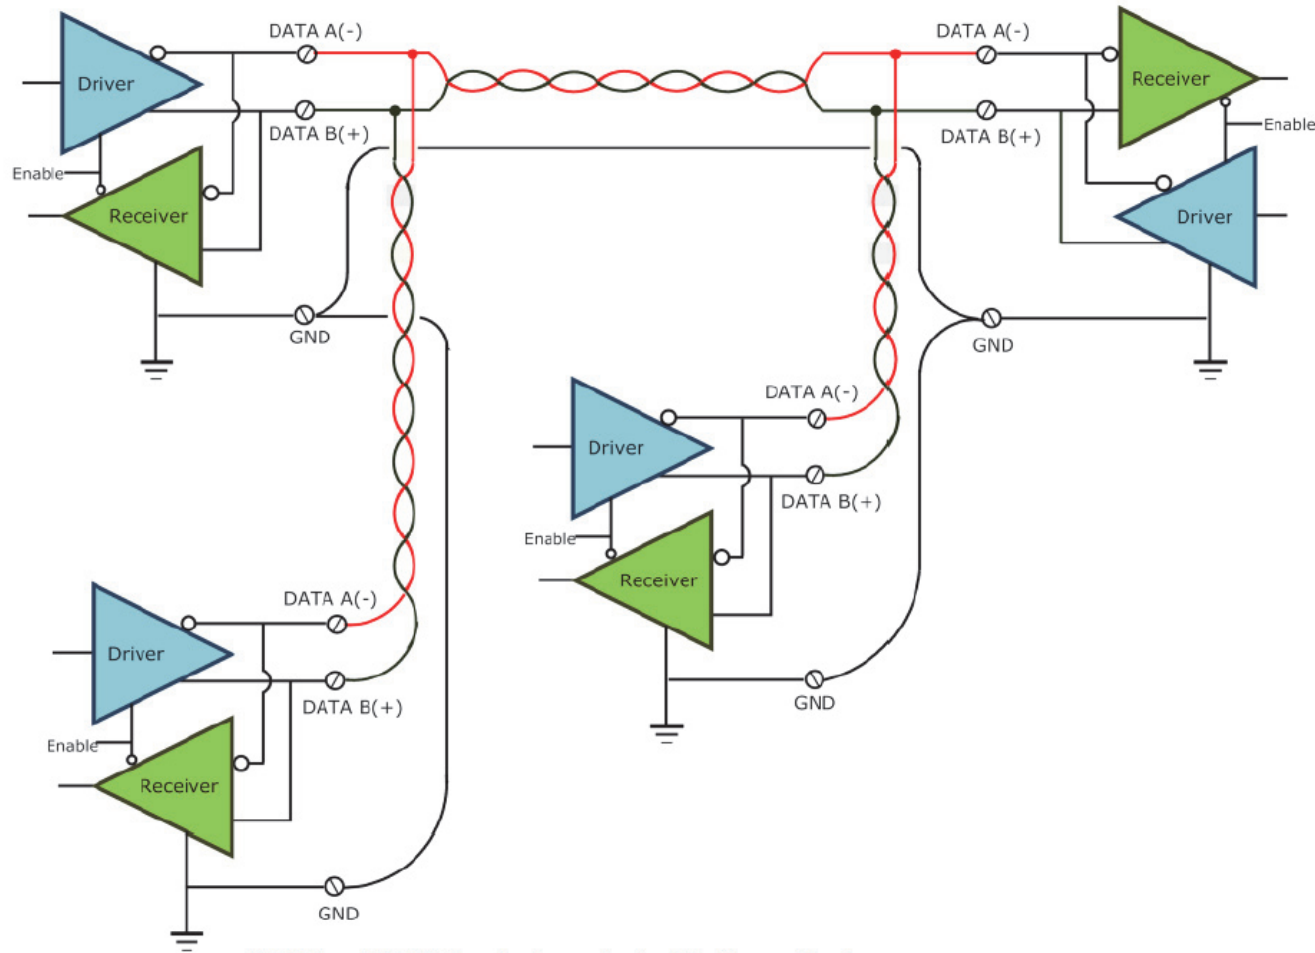 DATA A(-)
Driver
DATA B(+)
Enable
Receiver
GND
DATA A(-)
Receiver
DATA B(+)
Enable
Driver
GND
DATA A(-)
Driver
DATA B(+)
Enable
Receiver
GND
DATA A(-)
Driver
DATA B(+)
Enable
Receiver
GND